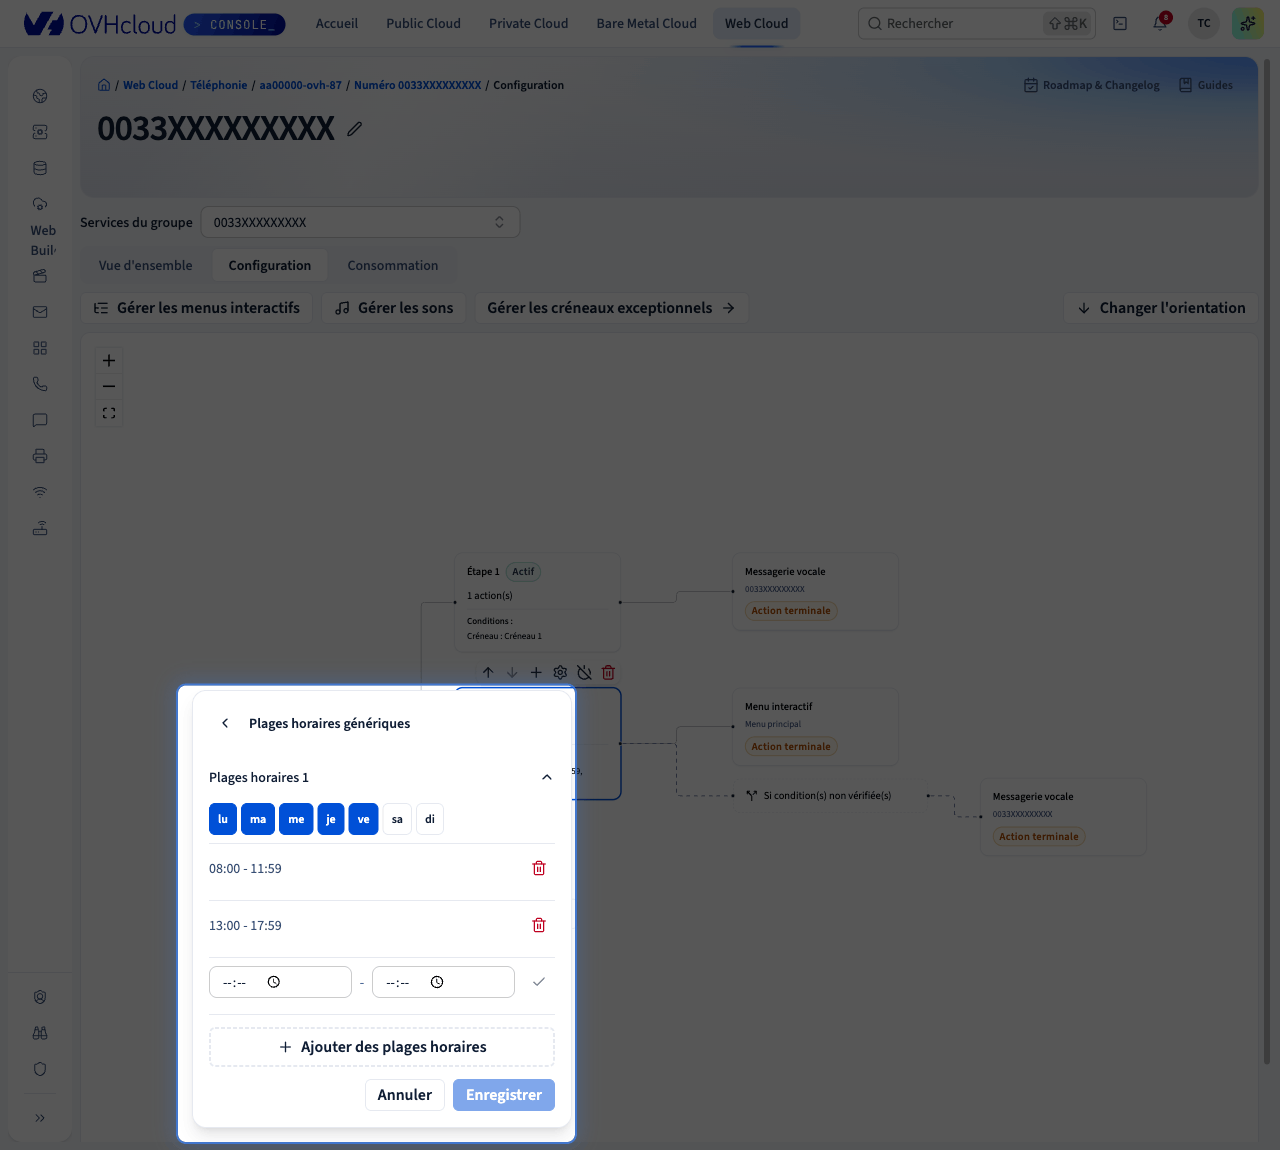 OVHcloud > CONSOLE_ Accueil Public Cloud Private Cloud Bare Metal Cloud Web Cloud Rechercher ⇧⌘K 8 TC
/ Web Cloud / Téléphonie / aa00000-ovh-87 / Numéro 0033XXXXXXXXX / Configuration Roadmap & Changelog Guides
0033XXXXXXXXX
Services du groupe 0033XXXXXXXXX
Web
Buil
Vue d'ensemble Configuration Consommation
Gérer les menus interactifs Gérer les sons Gérer les créneaux exceptionnels Changer l'orientation
Étape 1 Actif
1 action(s)
Conditions :
Créneau : Créneau 1
Messagerie vocale
0033XXXXXXXXX
Action terminale
Menu interactif
Menu principal
Action terminale
59,
Si condition(s) non vérifiée(s)
Messagerie vocale
0033XXXXXXXXX
Action terminale
Plages horaires génériques
Plages horaires 1
lu ma me je ve sa di
08:00 - 11:59
13:00 - 17:59
--:-- - --:--
Ajouter des plages horaires
Annuler Enregistrer